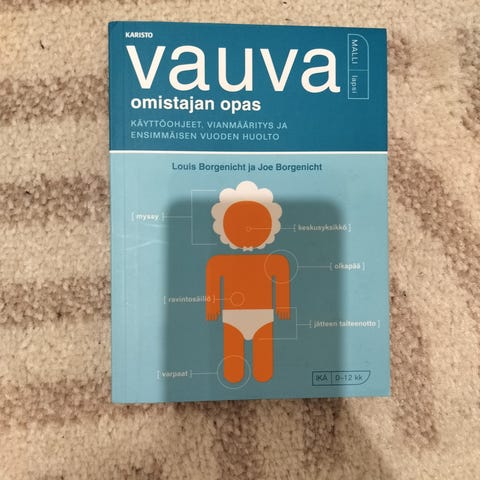 KARISTO
vauva
omistajan opas
KÄYTTÖOHJEET, VIANMÄÄRITYS JA
ENSIMMÄISEN VUODEN HUOLTO
MALLI lapsi
Louis Borgenicht ja Joe Borgenicht
[ myssy ]
[ keskusyksikkö ]
[ olkapää ]
[ ravintosäiliö ]
[ jätteen talteenotto ]
[ varpaat ]
IKÄ 0–12 kk